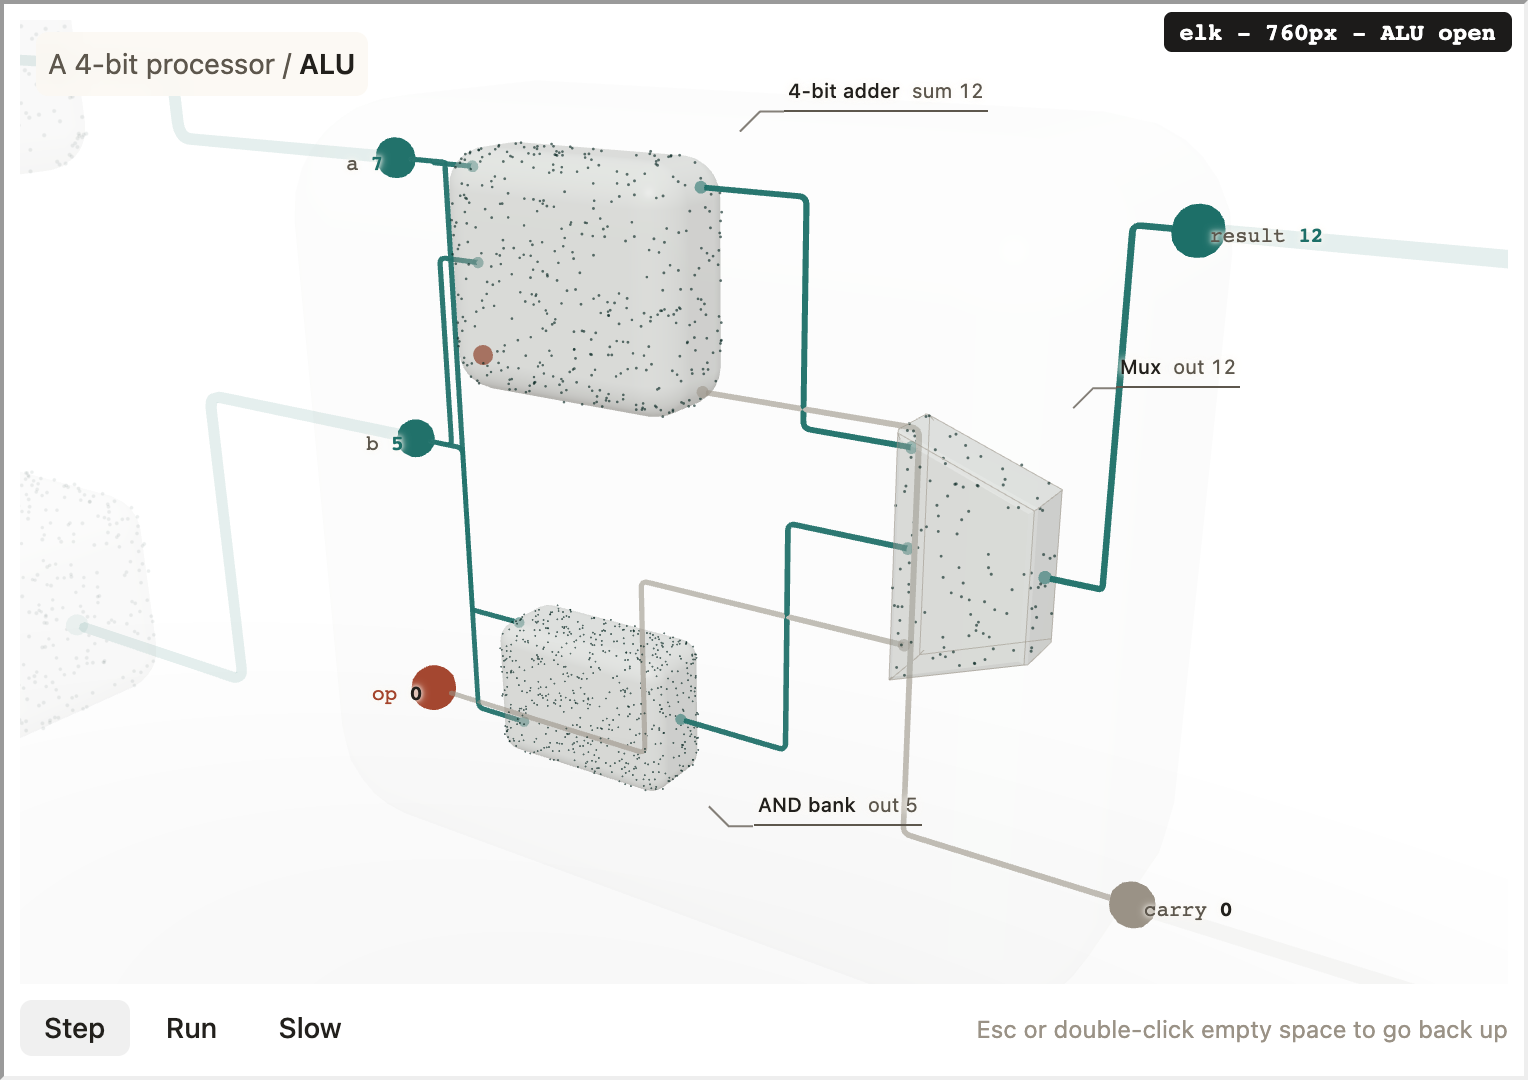 elk – 760px – ALU open
A 4-bit processor / ALU
4-bit adder sum 12
a 7
result 12
Mux out 12
b 5
op 0
AND bank out 5
carry 0
Step Run Slow
Esc or double-click empty space to go back up